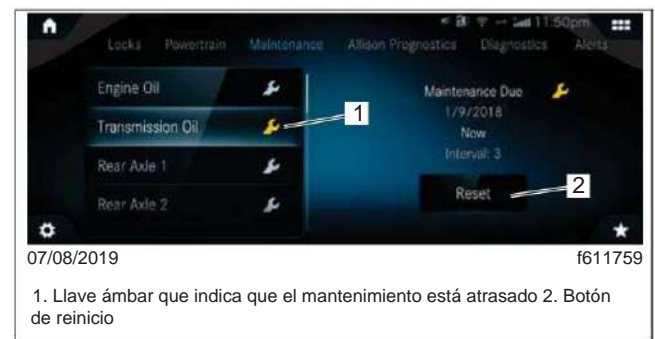 11:50pm
Locks Powertrain Maintenance Allison Prognostics Diagnostics Alerts
Engine Oil
Transmission Oil
Rear Axle 1
Rear Axle 2
Maintenance Due
1/9/2018
Now
Interval: 3
Reset
1
2
07/08/2019 f611759
1. Llave ámbar que indica que el mantenimiento está atrasado 2. Botón
de reinicio